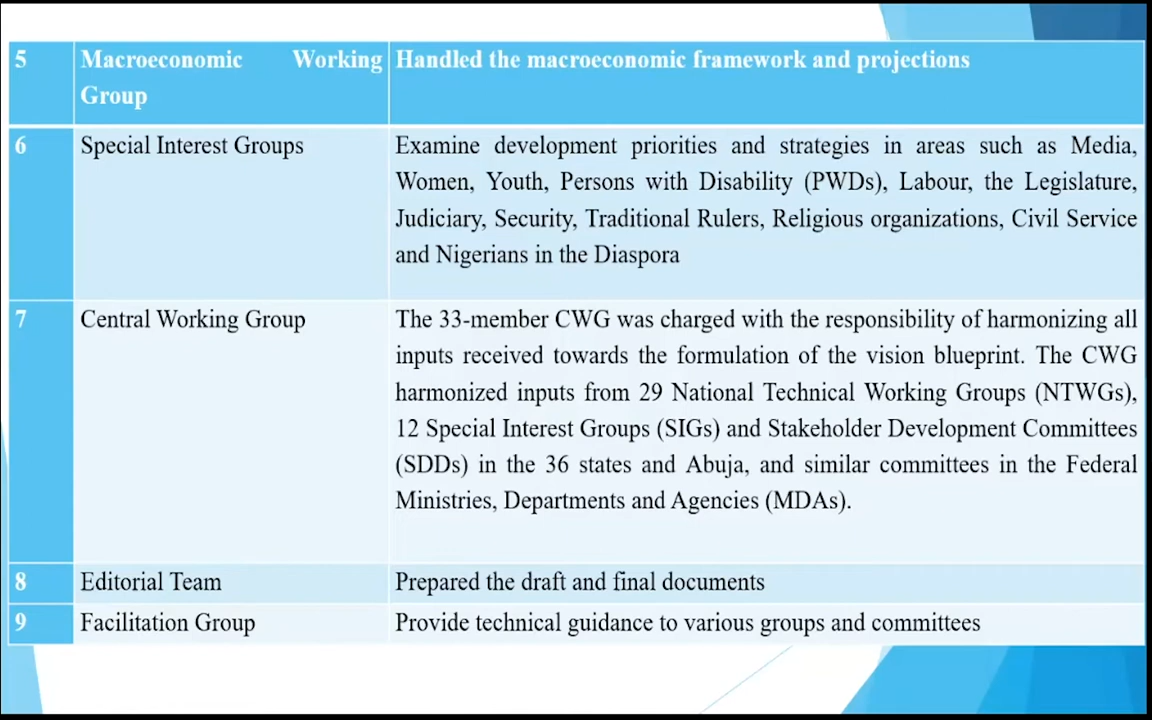 5 Macroeconomic Working Handled the macroeconomic framework and projections
Group
6 Special Interest Groups Examine development priorities and strategies in areas such as Media,
Women, Youth, Persons with Disability (PWDs), Labour, the Legislature,
Judiciary, Security, Traditional Rulers, Religious organizations, Civil Service
and Nigerians in the Diaspora
7 Central Working Group The 33-member CWG was charged with the responsibility of harmonizing all
inputs received towards the formulation of the vision blueprint. The CWG
harmonized inputs from 29 National Technical Working Groups (NTWGs),
12 Special Interest Groups (SIGs) and Stakeholder Development Committees
(SDDs) in the 36 states and Abuja, and similar committees in the Federal
Ministries, Departments and Agencies (MDAs).
8 Editorial Team Prepared the draft and final documents
9 Facilitation Group Provide technical guidance to various groups and committees